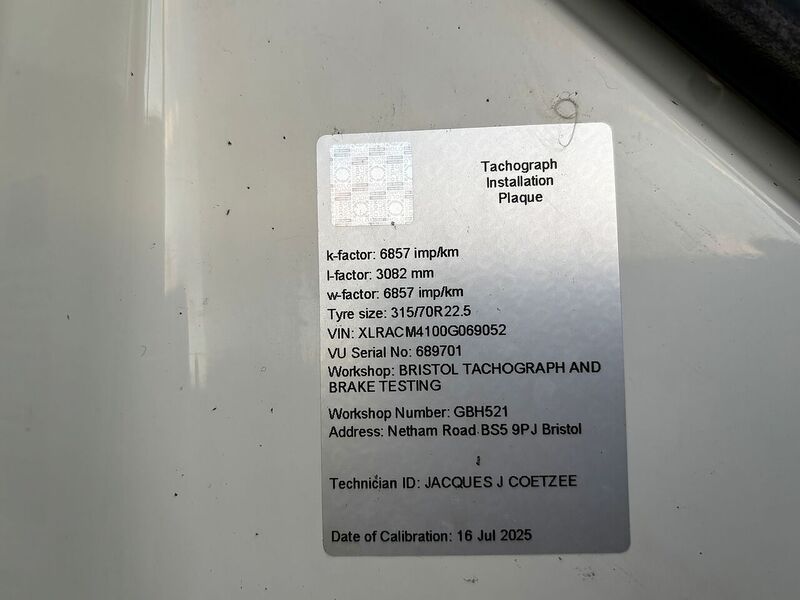 Tachograph
Installation
Plaque
k-factor: 6857 imp/km
l-factor: 3082 mm
w-factor: 6857 imp/km
Tyre size: 315/70R22.5
VIN: XLRACM4100G069052
VU Serial No: 689701
Workshop: BRISTOL TACHOGRAPH AND
BRAKE TESTING
Workshop Number: GBH521
Address: Netham Road BS5 9PJ Bristol
Technician ID: JACQUES J COETZEE
Date of Calibration: 16 Jul 2025